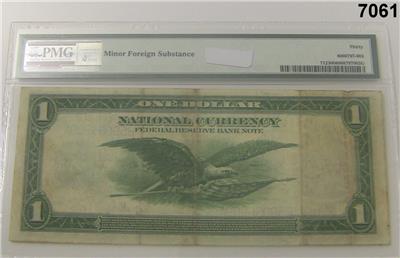 7061
PMG
Minor Foreign Substance
Thirty
ONE DOLLAR
NATIONAL CURRENCY
FEDERAL RESERVE BANK NOTE
1
1
1
1